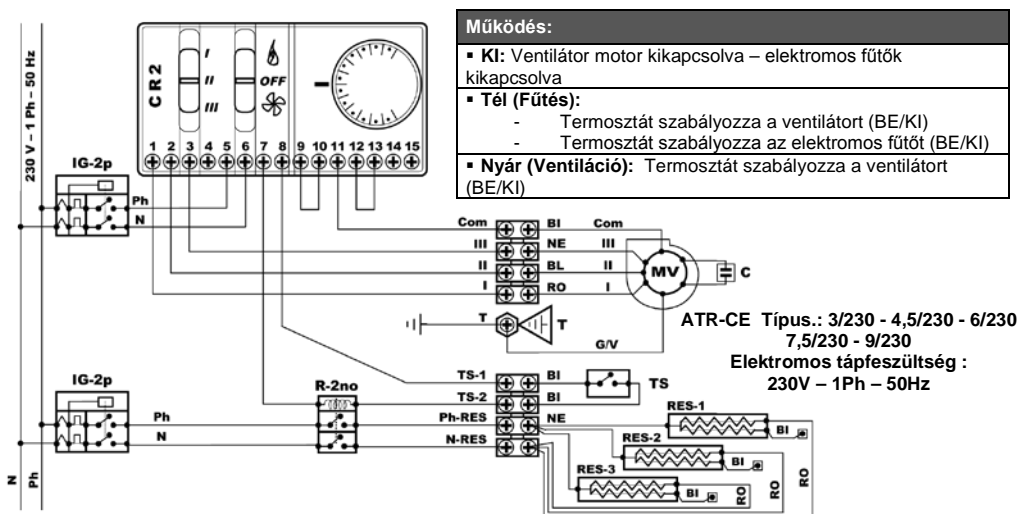 230 V – 1 Ph – 50 Hz
CR2
I
II
III
OFF
1 2 3 4 5 6 7 8 9 10 11 12 13 14 15
Működés:
▪ KI: Ventilátor motor kikapcsolva – elektromos fűtők
kikapcsolva
▪ Tél (Fűtés):
- Termosztát szabályozza a ventilátort (BE/KI)
- Termosztát szabályozza az elektromos fűtőt (BE/KI)
▪ Nyár (Ventiláció): Termosztát szabályozza a ventilátort
(BE/KI)
IG-2p
Ph
N
Com BI Com
III NE III
II BL II
I RO I
MV
C
T
T
G/V
ATR-CE Típus.: 3/230 - 4,5/230 - 6/230
7,5/230 - 9/230
Elektromos tápfeszültség :
230V – 1Ph – 50Hz
IG-2p
R-2no
Ph
N
TS-1 BI
TS
TS-2 BI
Ph-RES NE
N-RES
RES-1
BI
RES-2
BI
RES-3
BI
RO
RO
RO
N
Ph